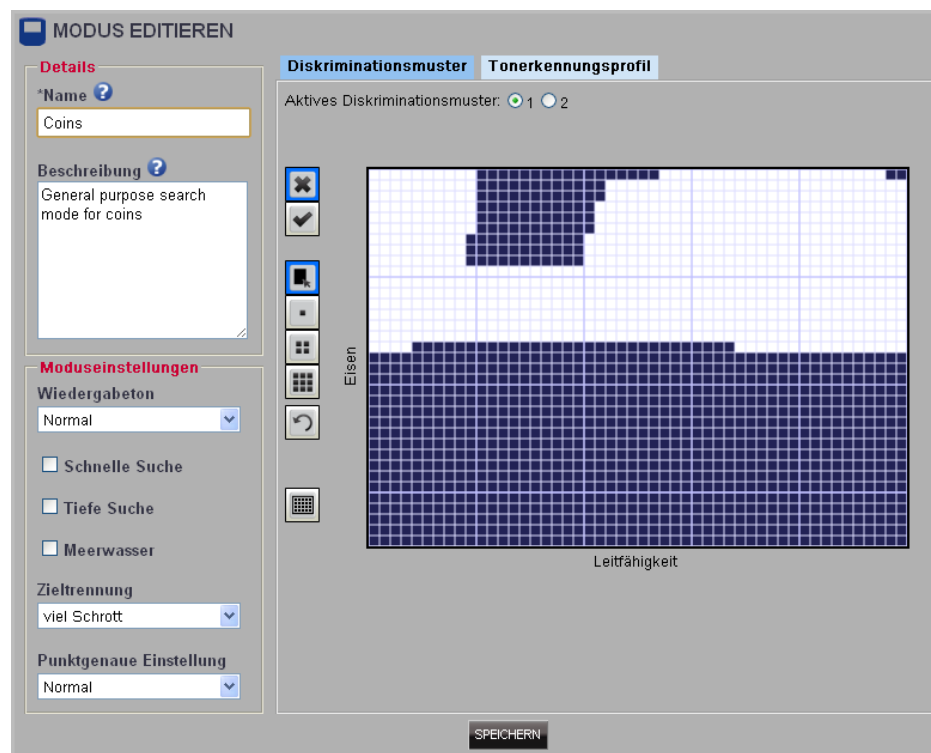 MODUS EDITIEREN
Details
*Name ?
Coins
Beschreibung ?
General purpose search
mode for coins
Moduseinstellungen
Wiedergabeton
Normal
Schnelle Suche
Tiefe Suche
Meerwasser
Zieltrennung
viel Schrott
Punktgenaue Einstellung
Normal
Diskriminationsmuster Tonerkennungsprofil
Aktives Diskriminationsmuster: 1 2
Eisen
Leitfähigkeit
SPEICHERN